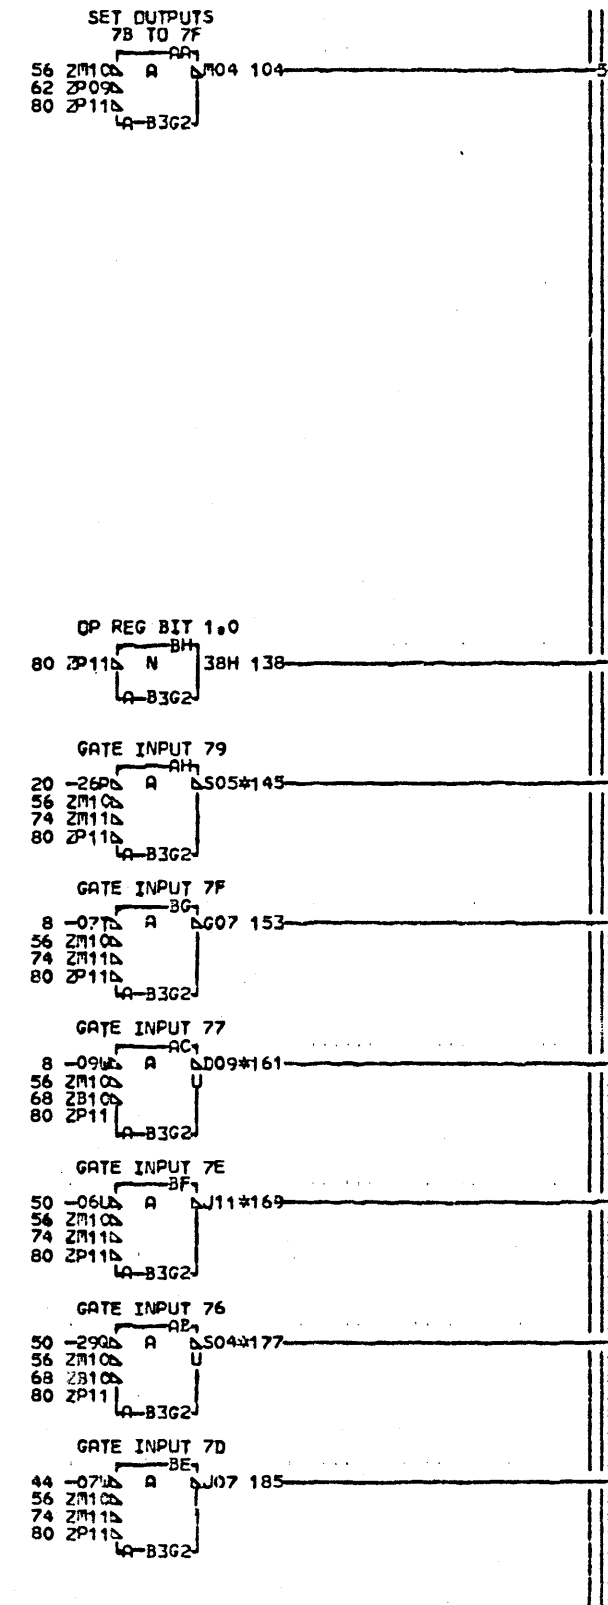 SET OUTPUTS
7B TO 7F
AA
56 ZM10 A M04 104
62 ZP09
80 ZP11
A B3G2
OP REG BIT 1.0
BH
80 ZP11 N 38H 138
A B3G2
GATE INPUT 79
AH
20 -26P A S05*145
56 ZM10
74 ZM11
80 ZP11
A B3G2
GATE INPUT 7F
BG
8 -07T A G07 153
56 ZM10
74 ZM11
80 ZP11
A B3G2
GATE INPUT 77
AC
8 -09W A D09*161
56 ZM10 U
68 ZB10
80 ZP11
A B3G2
GATE INPUT 7E
BF
50 -06U A J11*169
56 ZM10
74 ZM11
80 ZP11
A B3G2
GATE INPUT 76
AB
50 -29Q A S04*177
56 ZM10 U
68 ZB10
80 ZP11
A B3G2
GATE INPUT 7D
BE
44 -07W A J07 185
56 ZM10
74 ZM11
80 ZP11
A B3G2